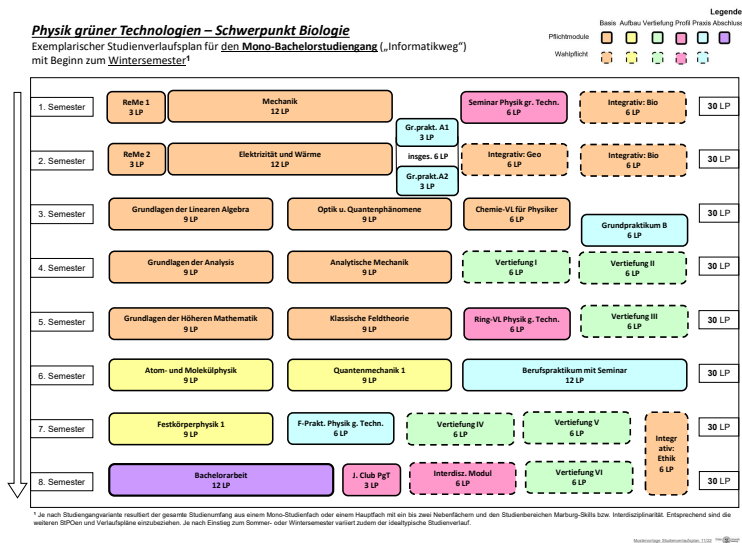 Physik grüner Technologien – Schwerpunkt Biologie
Exemplarischer Studienverlaufsplan für den Mono-Bachelorstudiengang („Informatikweg“)
mit Beginn zum Wintersemester¹
Legende
Basis Aufbau Vertiefung Profil Praxis Abschluss
Pflichtmodule
Wahlpflicht
1. Semester
ReMe 1
3 LP
Mechanik
12 LP
Gr.prakt. A1
3 LP
Seminar Physik gr. Techn.
6 LP
Integrativ: Bio
6 LP
30 LP
insges. 6 LP
2. Semester
ReMe 2
3 LP
Elektrizität und Wärme
12 LP
Gr.prakt.A2
3 LP
Integrativ: Geo
6 LP
Integrativ: Bio
6 LP
30 LP
3. Semester
Grundlagen der Linearen Algebra
9 LP
Optik u. Quantenphänomene
9 LP
Chemie-VL für Physiker
6 LP
Grundpraktikum B
6 LP
30 LP
4. Semester
Grundlagen der Analysis
9 LP
Analytische Mechanik
9 LP
Vertiefung I
6 LP
Vertiefung II
6 LP
30 LP
5. Semester
Grundlagen der Höheren Mathematik
9 LP
Klassische Feldtheorie
9 LP
Ring-VL Physik g. Techn.
6 LP
Vertiefung III
6 LP
30 LP
6. Semester
Atom- und Molekülphysik
9 LP
Quantenmechanik 1
9 LP
Berufspraktikum mit Seminar
12 LP
30 LP
7. Semester
Festkörperphysik 1
9 LP
F-Prakt. Physik g. Techn.
6 LP
Vertiefung IV
6 LP
Vertiefung V
6 LP
Integr
ativ:
Ethik
6 LP
30 LP
8. Semester
Bachelorarbeit
12 LP
J. Club PgT
3 LP
Interdisz. Modul
6 LP
Vertiefung VI
6 LP
30 LP
¹ Je nach Studiengangvariante resultiert der gesamte Studienumfang aus einem Mono-Studienfach oder einem Hauptfach mit ein bis zwei Nebenfächern und den Studienbereichen Marburg-Skills bzw. Interdisziplinarität. Entsprechend sind die
weiteren StPOen und Verlaufspläne einzubeziehen. Je nach Einstieg zum Sommer- oder Wintersemester variiert zudem der idealtypische Studienverlauf.
Mustervorlage Studienverlaufsplan 11/22